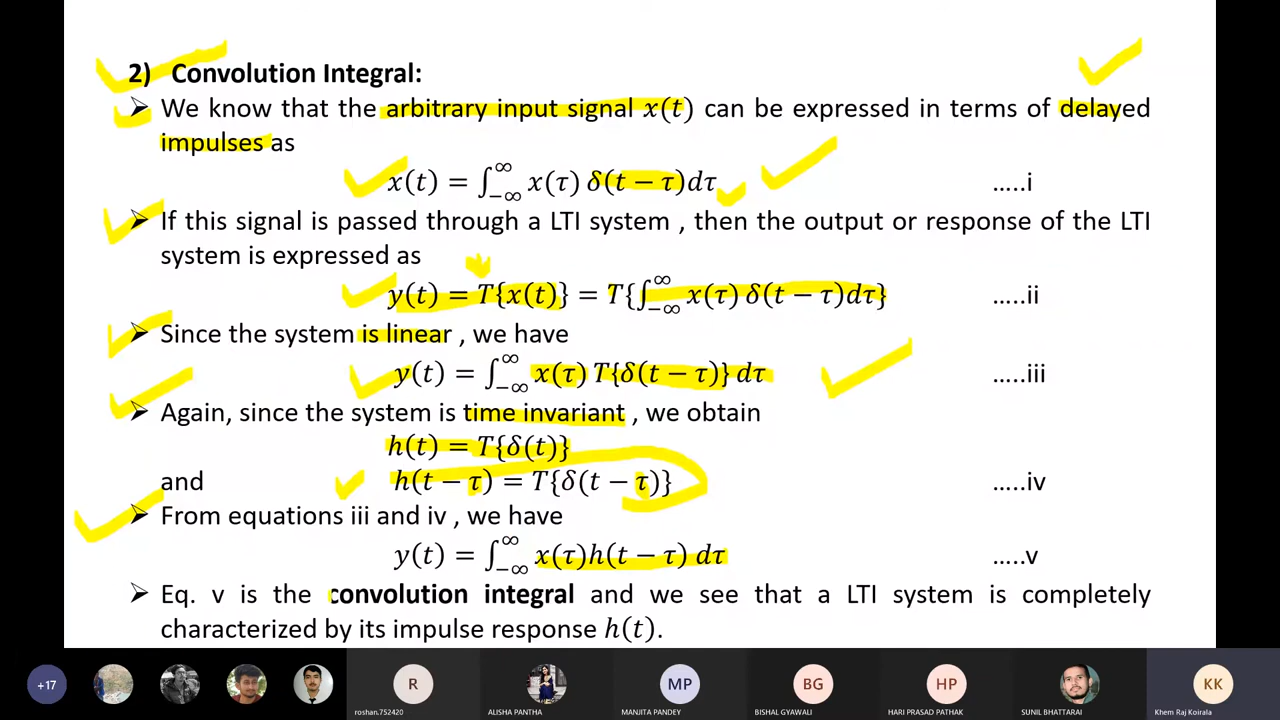 2) Convolution Integral:
➢ We know that the arbitrary input signal x(t) can be expressed in terms of delayed
impulses as
x(t) = ∫_{−∞}^{∞} x(τ) δ(t − τ)dτ …..i
➢ If this signal is passed through a LTI system , then the output or response of the LTI
system is expressed as
y(t) = T{x(t)} = T{∫_{−∞}^{∞} x(τ) δ(t − τ)dτ} …..ii
➢ Since the system is linear , we have
y(t) = ∫_{−∞}^{∞} x(τ) T{δ(t − τ)} dτ …..iii
➢ Again, since the system is time invariant , we obtain
h(t) = T{δ(t)}
and h(t − τ) = T{δ(t − τ)} …..iv
➢ From equations iii and iv , we have
y(t) = ∫_{−∞}^{∞} x(τ)h(t − τ) dτ …..v
➢ Eq. v is the convolution integral and we see that a LTI system is completely
characterized by its impulse response h(t).
+17 R MP BG HP KK
roshan.752420 ALISHA PANTHA MANJITA PANDEY BISHAL GYAWALI HARI PRASAD PATHAK SUNIL BHATTARAI Khem Raj Koirala